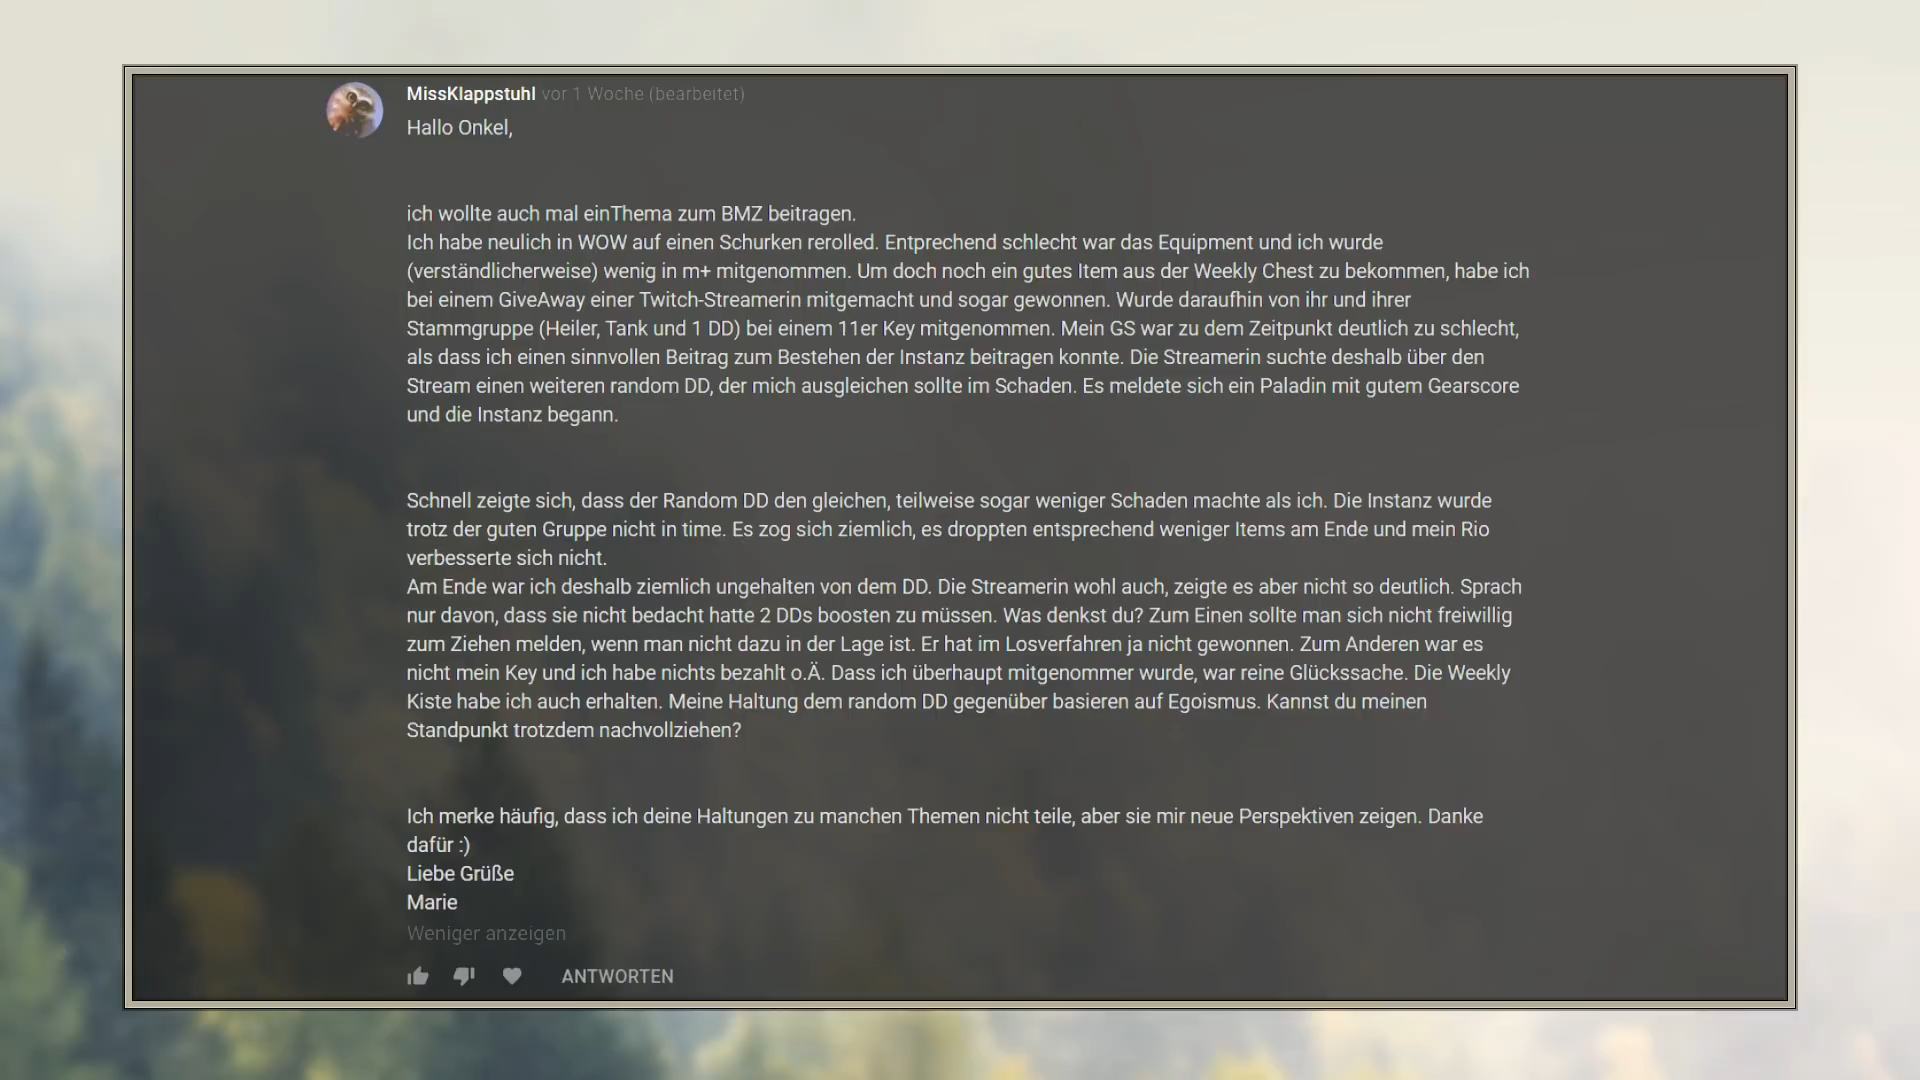 MissKlappstuhl vor 1 Woche (bearbeitet)
Hallo Onkel,
ich wollte auch mal einThema zum BMZ beitragen.
Ich habe neulich in WOW auf einen Schurken rerolled. Entprechend schlecht war das Equipment und ich wurde
(verständlicherweise) wenig in m+ mitgenommen. Um doch noch ein gutes Item aus der Weekly Chest zu bekommen, habe ich
bei einem GiveAway einer Twitch-Streamerin mitgemacht und sogar gewonnen. Wurde daraufhin von ihr und ihrer
Stammgruppe (Heiler, Tank und 1 DD) bei einem 11er Key mitgenommen. Mein GS war zu dem Zeitpunkt deutlich zu schlecht,
als dass ich einen sinnvollen Beitrag zum Bestehen der Instanz beitragen konnte. Die Streamerin suchte deshalb über den
Stream einen weiteren random DD, der mich ausgleichen sollte im Schaden. Es meldete sich ein Paladin mit gutem Gearscore
und die Instanz begann.
Schnell zeigte sich, dass der Random DD den gleichen, teilweise sogar weniger Schaden machte als ich. Die Instanz wurde
trotz der guten Gruppe nicht in time. Es zog sich ziemlich, es droppten entsprechend weniger Items am Ende und mein Rio
verbesserte sich nicht.
Am Ende war ich deshalb ziemlich ungehalten von dem DD. Die Streamerin wohl auch, zeigte es aber nicht so deutlich. Sprach
nur davon, dass sie nicht bedacht hatte 2 DDs boosten zu müssen. Was denkst du? Zum Einen sollte man sich nicht freiwillig
zum Ziehen melden, wenn man nicht dazu in der Lage ist. Er hat im Losverfahren ja nicht gewonnen. Zum Anderen war es
nicht mein Key und ich habe nichts bezahlt o.Ä. Dass ich überhaupt mitgenommer wurde, war reine Glückssache. Die Weekly
Kiste habe ich auch erhalten. Meine Haltung dem random DD gegenüber basieren auf Egoismus. Kannst du meinen
Standpunkt trotzdem nachvollziehen?
Ich merke häufig, dass ich deine Haltungen zu manchen Themen nicht teile, aber sie mir neue Perspektiven zeigen. Danke
dafür :)
Liebe Grüße
Marie
Weniger anzeigen
ANTWORTEN